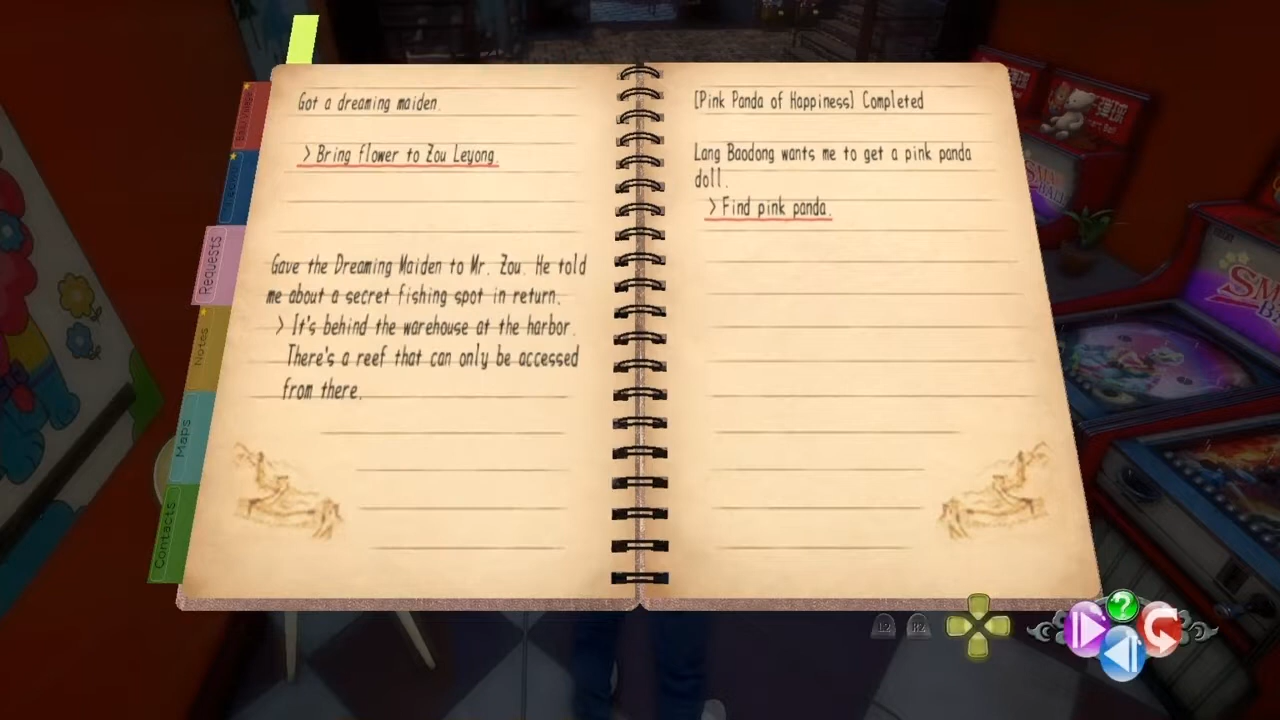 Got a dreaming maiden.
> Bring flower to Zou Leyong.
Gave the Dreaming Maiden to Mr. Zou. He told
me about a secret fishing spot in return.
> It's behind the warehouse at the harbor.
There's a reef that can only be accessed
from there.
[Pink Panda of Happiness] Completed
Lang Baodong wants me to get a pink panda
doll.
> Find pink panda.
Requests
Notes
Maps
Contacts
L2
R2
?